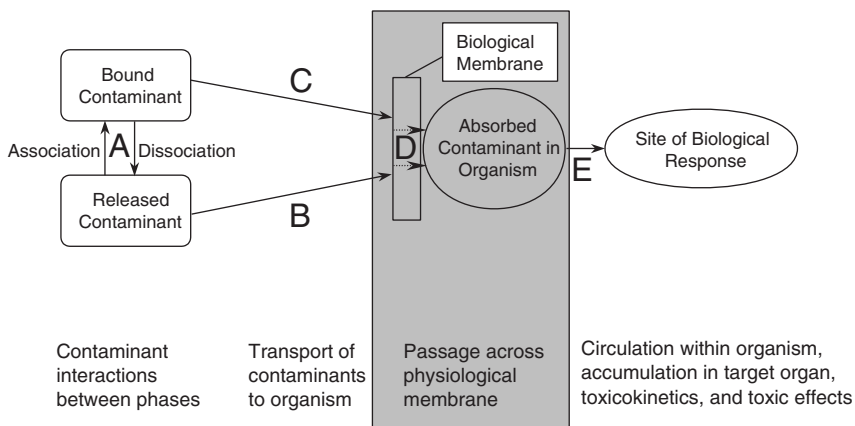 Bound
Contaminant
C
Biological
Membrane
Association
A
Dissociation
D
Absorbed
Contaminant in
Organism
E
Site of Biological
Response
Released
Contaminant
B
Contaminant
interactions
between phases
Transport of
contaminants
to organism
Passage across
physiological
membrane
Circulation within organism,
accumulation in target organ,
toxicokinetics, and toxic effects